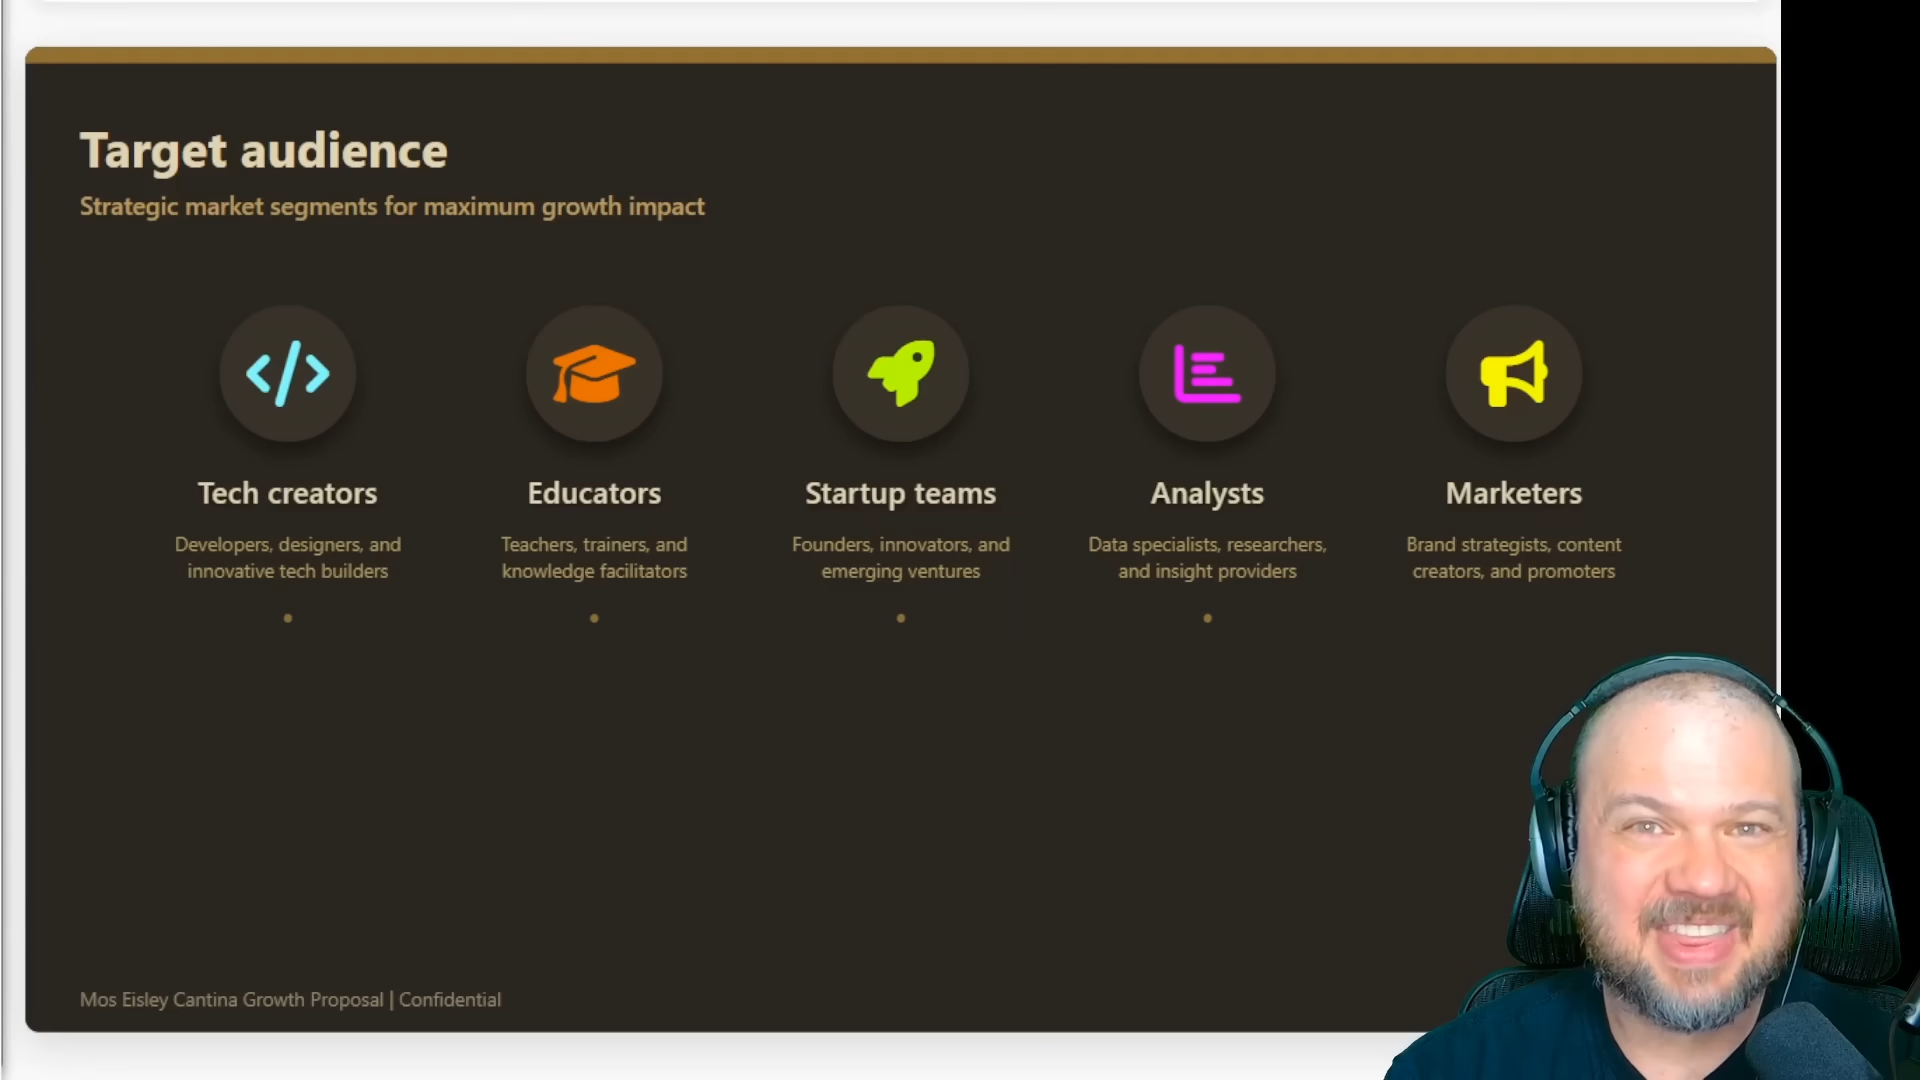 Target audience
Strategic market segments for maximum growth impact
Tech creators
Developers, designers, and
innovative tech builders
Educators
Teachers, trainers, and
knowledge facilitators
Startup teams
Founders, innovators, and
emerging ventures
Analysts
Data specialists, researchers,
and insight providers
Marketers
Brand strategists, content
creators, and promoters
Mos Eisley Cantina Growth Proposal | Confidential